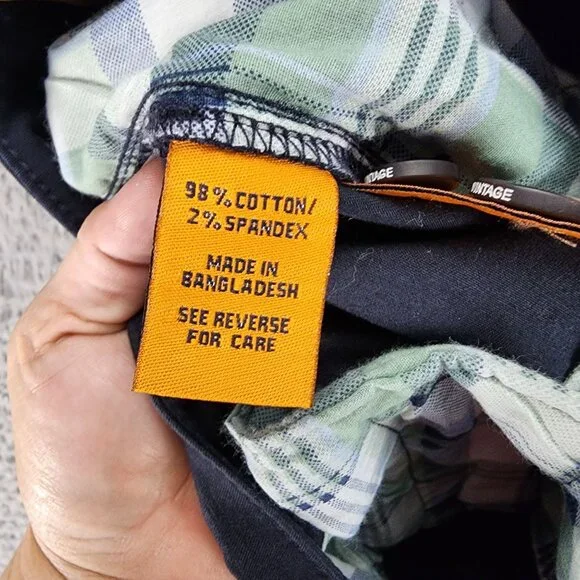 98% COTTON/
2% SPANDEX
MADE IN
BANGLADESH
SEE REVERSE
FOR CARE
VINTAGE